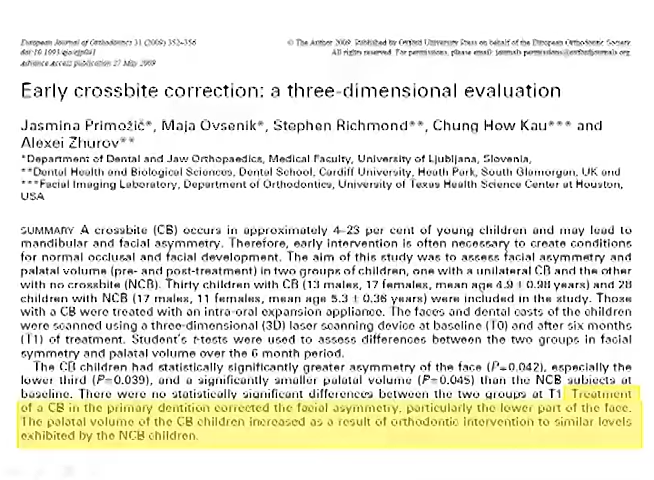 European Journal of Orthodontics 31 (2009) 352–356
doi:10.1093/ejo/cjp041
Advance Access publication 27 May 2009
© The Author 2009. Published by Oxford University Press on behalf of the European Orthodontic Society.
All rights reserved. For permissions, please email: journals.permissions@oxfordjournals.org
Early crossbite correction: a three-dimensional evaluation
Jasmina Primožič*, Maja Ovsenik*, Stephen Richmond**, Chung How Kau*** and
Alexei Zhurov**
*Department of Dental and Jaw Orthopaedics, Medical Faculty, University of Ljubljana, Slovenia,
**Dental Health and Biological Sciences, Dental School, Cardiff University, Heath Park, South Glamorgan, UK and
***Facial Imaging Laboratory, Department of Orthodontics, University of Texas Health Science Center at Houston,
USA
SUMMARY A crossbite (CB) occurs in approximately 4–23 per cent of young children and may lead to
mandibular and facial asymmetry. Therefore, early intervention is often necessary to create conditions
for normal occlusal and facial development. The aim of this study was to assess facial asymmetry and
palatal volume (pre- and post-treatment) in two groups of children, one with a unilateral CB and the other
with no crossbite (NCB). Thirty children with CB (13 males, 17 females, mean age 4.9 ± 0.98 years) and 28
children with NCB (17 males, 11 females, mean age 5.3 ± 0.36 years) were included in the study. Those
with a CB were treated with an intra-oral expansion appliance. The faces and dental casts of the children
were scanned using a three-dimensional (3D) laser scanning device at baseline (T0) and after six months
(T1) of treatment. Student's t-tests were used to assess differences between the two groups in facial
symmetry and palatal volume over the 6 month period.
The CB children had statistically significantly greater asymmetry of the face (P=0.042), especially the
lower third (P=0.039), and a significantly smaller palatal volume (P=0.045) than the NCB subjects at
baseline. There were no statistically significant differences between the two groups at T1. Treatment
of a CB in the primary dentition corrected the facial asymmetry, particularly the lower part of the face.
The palatal volume of the CB children increased as a result of orthodontic intervention to similar levels
exhibited by the NCB children.